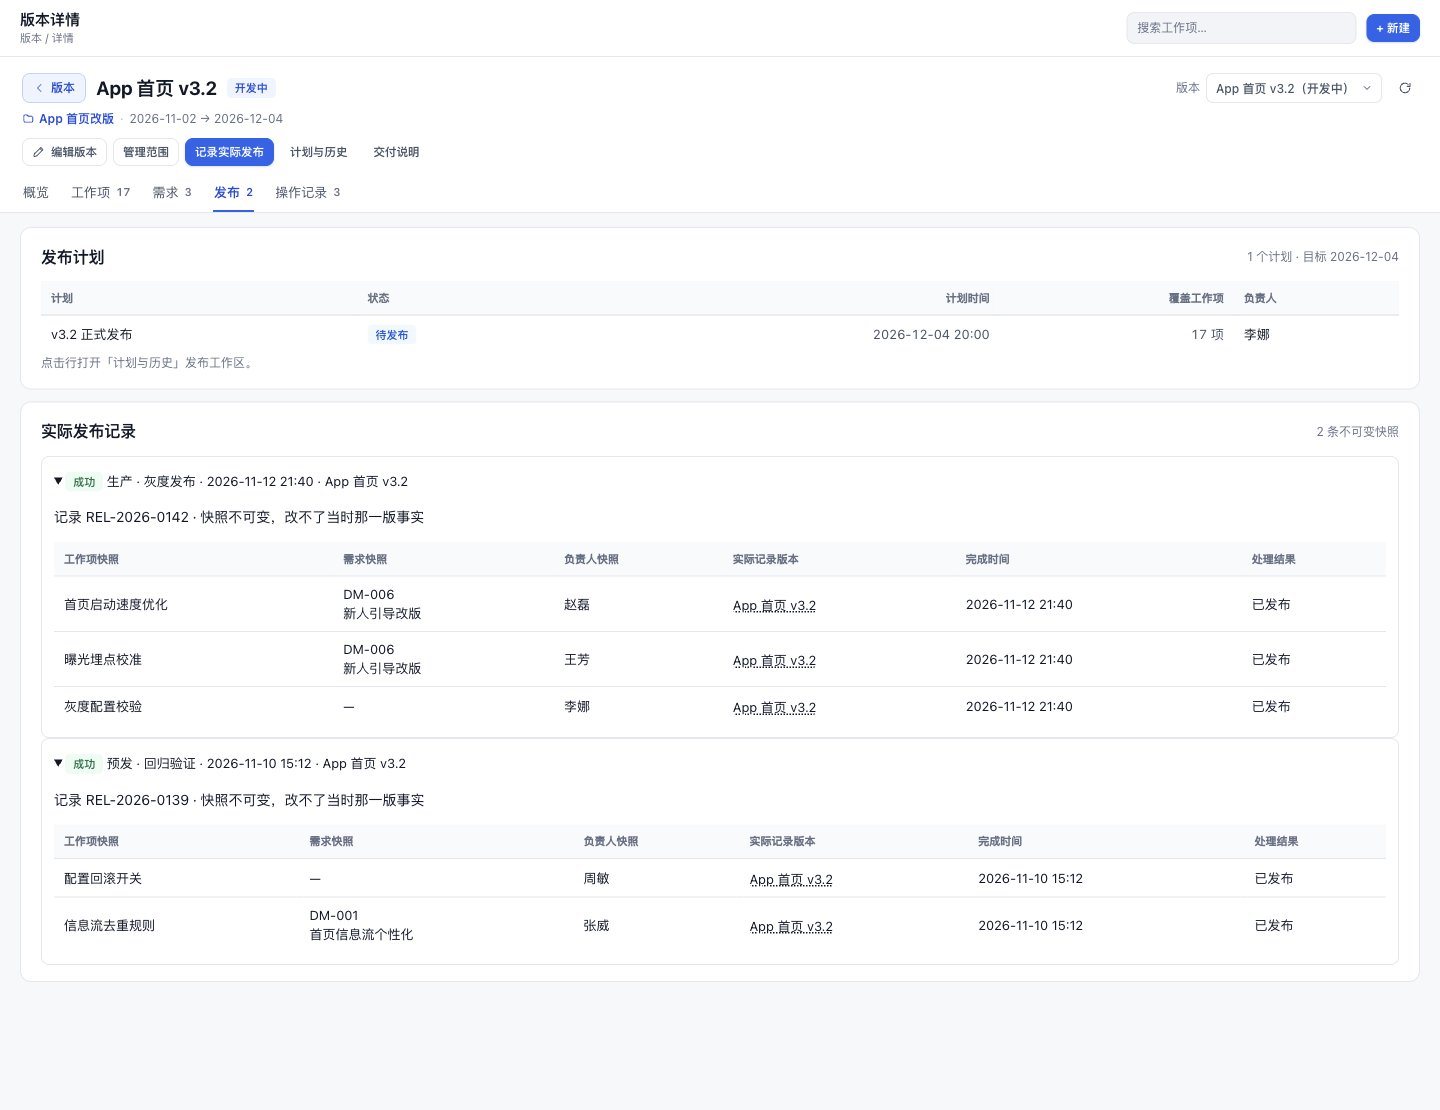 版本详情
版本 / 详情
搜索工作项...
+ 新建
版本
App 首页 v3.2
开发中
版本
App 首页 v3.2（开发中）
App 首页改版 · 2026-11-02 → 2026-12-04
编辑版本
管理范围
记录实际发布
计划与历史
交付说明
概览
工作项 17
需求 3
发布 2
操作记录 3
发布计划
1 个计划 · 目标 2026-12-04
计划 状态 计划时间 覆盖工作项 负责人
v3.2 正式发布 待发布 2026-12-04 20:00 17 项 李娜
点击行打开「计划与历史」发布工作区。
实际发布记录
2 条不可变快照
▼ 成功 生产 · 灰度发布 · 2026-11-12 21:40 · App 首页 v3.2
记录 REL-2026-0142 · 快照不可变，改不了当时那一版事实
工作项快照 需求快照 负责人快照 实际记录版本 完成时间 处理结果
首页启动速度优化 DM-006
新人引导改版 赵磊 App 首页 v3.2 2026-11-12 21:40 已发布
曝光埋点校准 DM-006
新人引导改版 王芳 App 首页 v3.2 2026-11-12 21:40 已发布
灰度配置校验 — 李娜 App 首页 v3.2 2026-11-12 21:40 已发布
▼ 成功 预发 · 回归验证 · 2026-11-10 15:12 · App 首页 v3.2
记录 REL-2026-0139 · 快照不可变，改不了当时那一版事实
工作项快照 需求快照 负责人快照 实际记录版本 完成时间 处理结果
配置回滚开关 — 周敏 App 首页 v3.2 2026-11-10 15:12 已发布
信息流去重规则 DM-001
首页信息流个性化 张威 App 首页 v3.2 2026-11-10 15:12 已发布